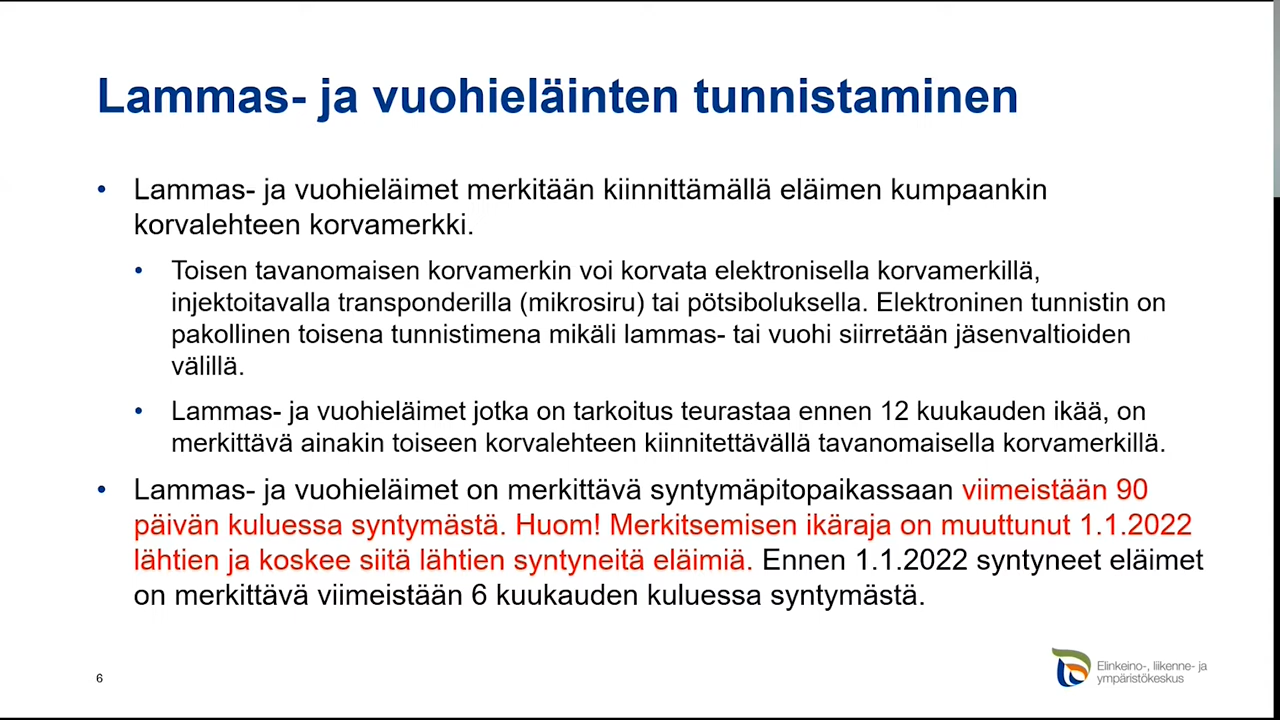 Lammas- ja vuohieläinten tunnistaminen
• Lammas- ja vuohieläimet merkitään kiinnittämällä eläimen kumpaankin
korvalehteen korvamerkki.
• Toisen tavanomaisen korvamerkin voi korvata elektronisella korvamerkillä,
injektoitavalla transponderilla (mikrosiru) tai pötsiboluksella. Elektroninen tunnistin on
pakollinen toisena tunnistimena mikäli lammas- tai vuohi siirretään jäsenvaltioiden
välillä.
• Lammas- ja vuohieläimet jotka on tarkoitus teurastaa ennen 12 kuukauden ikää, on
merkittävä ainakin toiseen korvalehteen kiinnitettävällä tavanomaisella korvamerkillä.
• Lammas- ja vuohieläimet on merkittävä syntymäpitopaikassaan viimeistään 90
päivän kuluessa syntymästä. Huom! Merkitsemisen ikäraja on muuttunut 1.1.2022
lähtien ja koskee siitä lähtien syntyneitä eläimiä. Ennen 1.1.2022 syntyneet eläimet
on merkittävä viimeistään 6 kuukauden kuluessa syntymästä.
6
Elinkeino-, liikenne- ja
ympäristökeskus